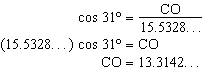 cos 31° = CO / 15.5328...
(15.5328...) cos 31° = CO
CO = 13.3142...